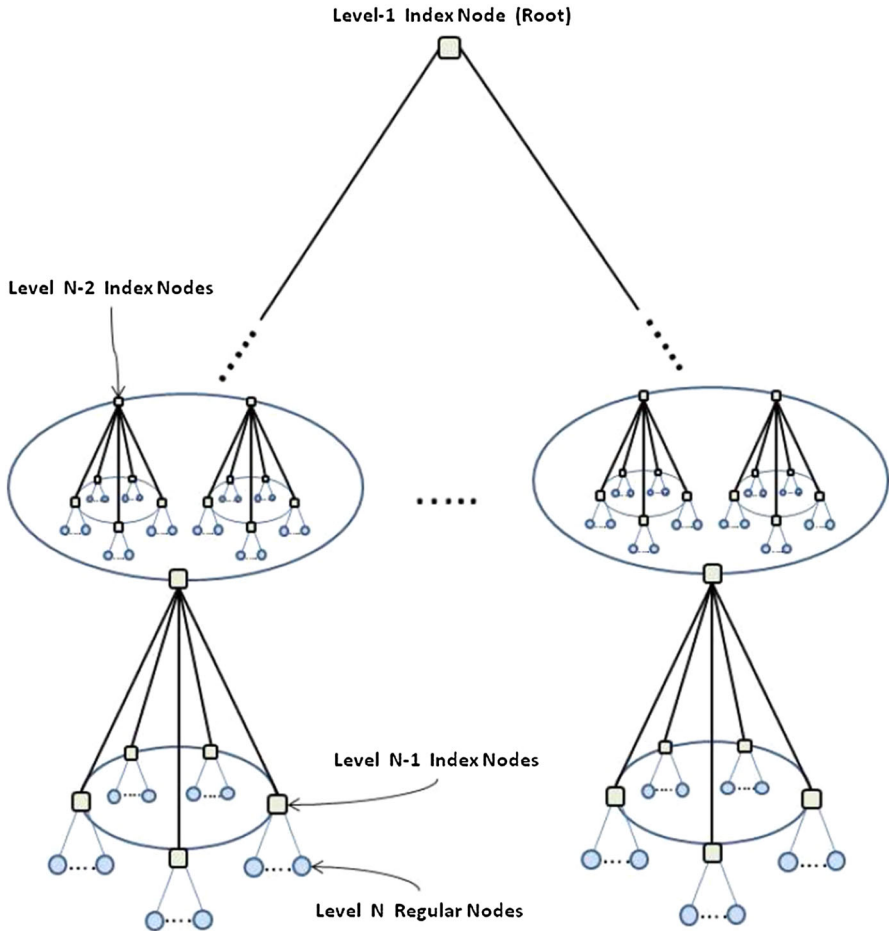 Level-1 Index Node (Root)
Level N-2 Index Nodes
Level N-1 Index Nodes
Level N Regular Nodes